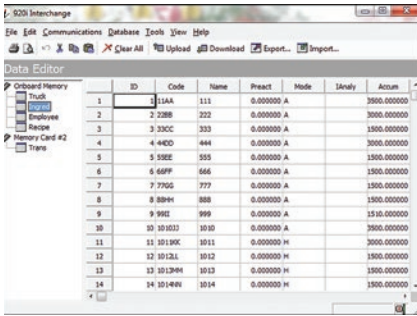 920i Interchange
File Edit Communications Database Tools View Help
Clear All Upload Download Export... Import...
Data Editor
Onboard Memory
Truck
Ingred
Employee
Recipe
Memory Card #2
Trans
ID Code Name Preact Mode IAnaly Accum
1 1 11AA 111 0.000000 A 3500.000000
2 2 22BB 222 0.000000 A 3000.000000
3 3 33CC 333 0.000000 A 1500.000000
4 4 44DD 444 0.000000 A 3000.000000
5 5 55EE 555 0.000000 A 1500.000000
6 6 66FF 666 0.000000 A 1500.000000
7 7 77GG 777 0.000000 A 1500.000000
8 8 88HH 888 0.000000 A 1500.000000
9 9 99II 999 0.000000 A 1510.000000
10 10 1010JJ 1010 0.000000 A 3500.000000
11 11 1011KK 1011 0.000000 H 3000.000000
12 12 1012LL 1012 0.000000 H 1500.000000
13 13 1013MM 1013 0.000000 H 1500.000000
14 14 1014NN 1014 0.000000 H 1500.000000